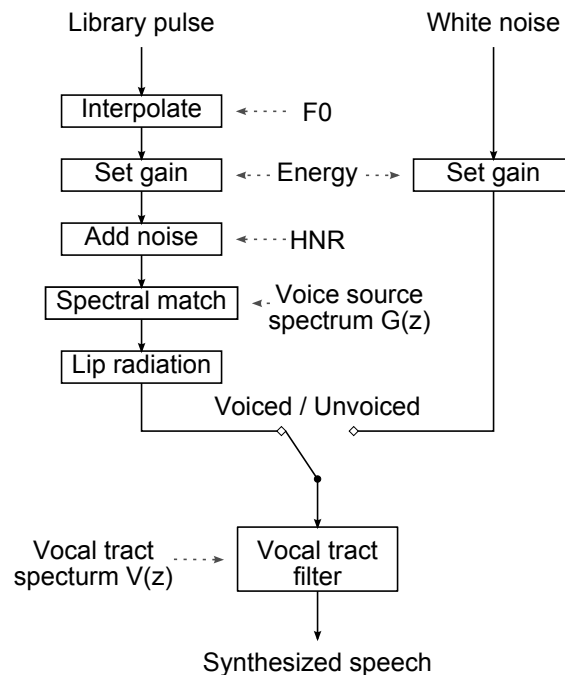 Library pulse
White noise
Interpolate
F0
Set gain
Energy
Set gain
Add noise
HNR
Spectral match
Voice source
spectrum G(z)
Lip radiation
Voiced / Unvoiced
Vocal tract
specturm V(z)
Vocal tract
filter
Synthesized speech